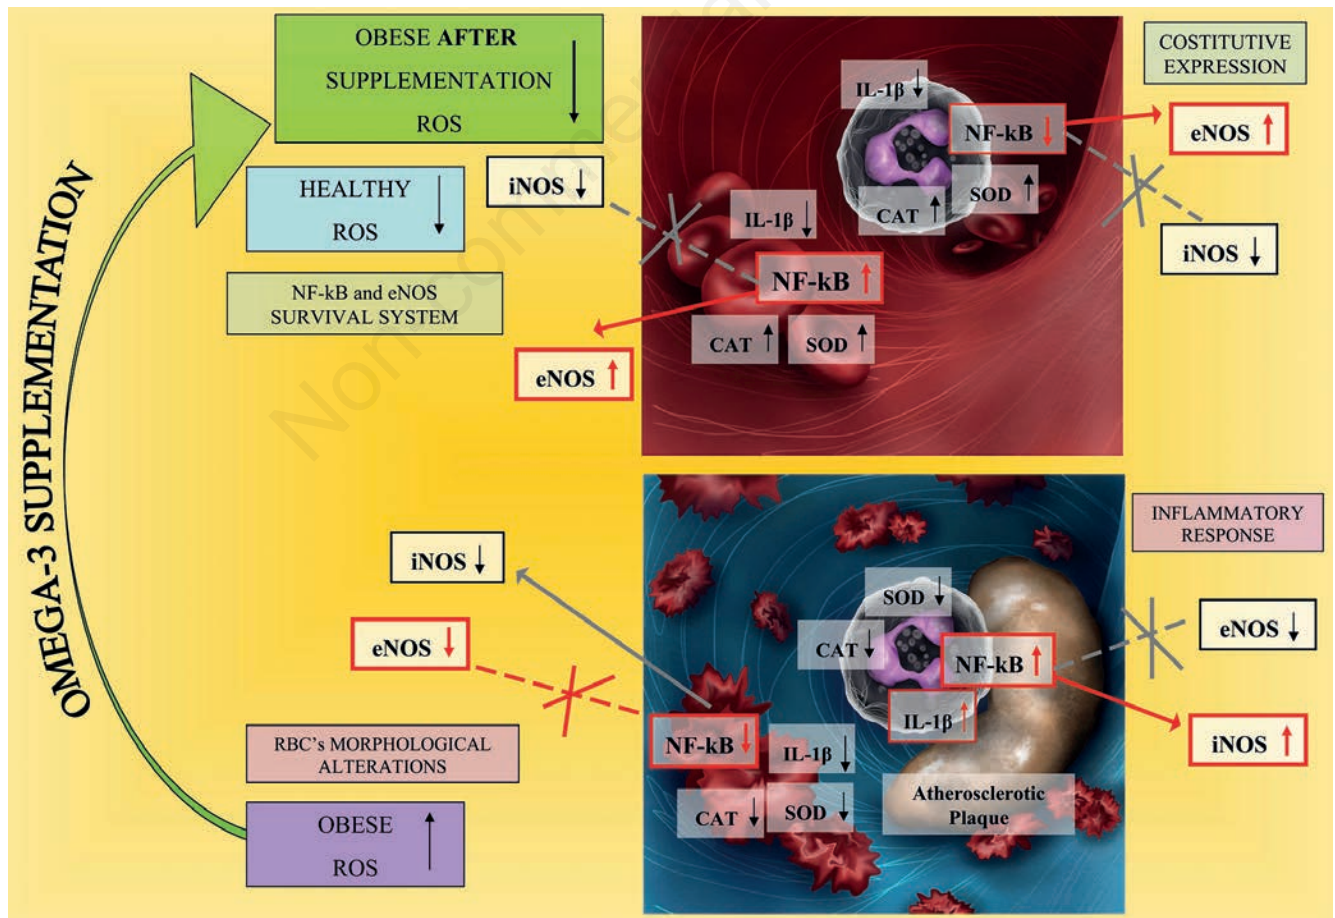 OMEGA-3 SUPPLEMENTATION
OBESE AFTER
SUPPLEMENTATION
ROS ↓
HEALTHY
ROS ↓
NF-kB and eNOS
SURVIVAL SYSTEM
iNOS ↓
eNOS ↑
IL-1β ↓
NF-kB ↑
CAT ↑
SOD ↑
IL-1β ↓
NF-kB ↓
SOD ↑
CAT ↑
COSTITUTIVE
EXPRESSION
eNOS ↑
iNOS ↓
iNOS ↓
eNOS ↓
RBC's MORPHOLOGICAL
ALTERATIONS
OBESE
ROS ↑
NF-kB ↓
IL-1β ↓
CAT ↓
SOD ↓
SOD ↓
CAT ↓
NF-kB ↑
IL-1β ↑
Atherosclerotic
Plaque
INFLAMMATORY
RESPONSE
eNOS ↓
iNOS ↑
Non commercial